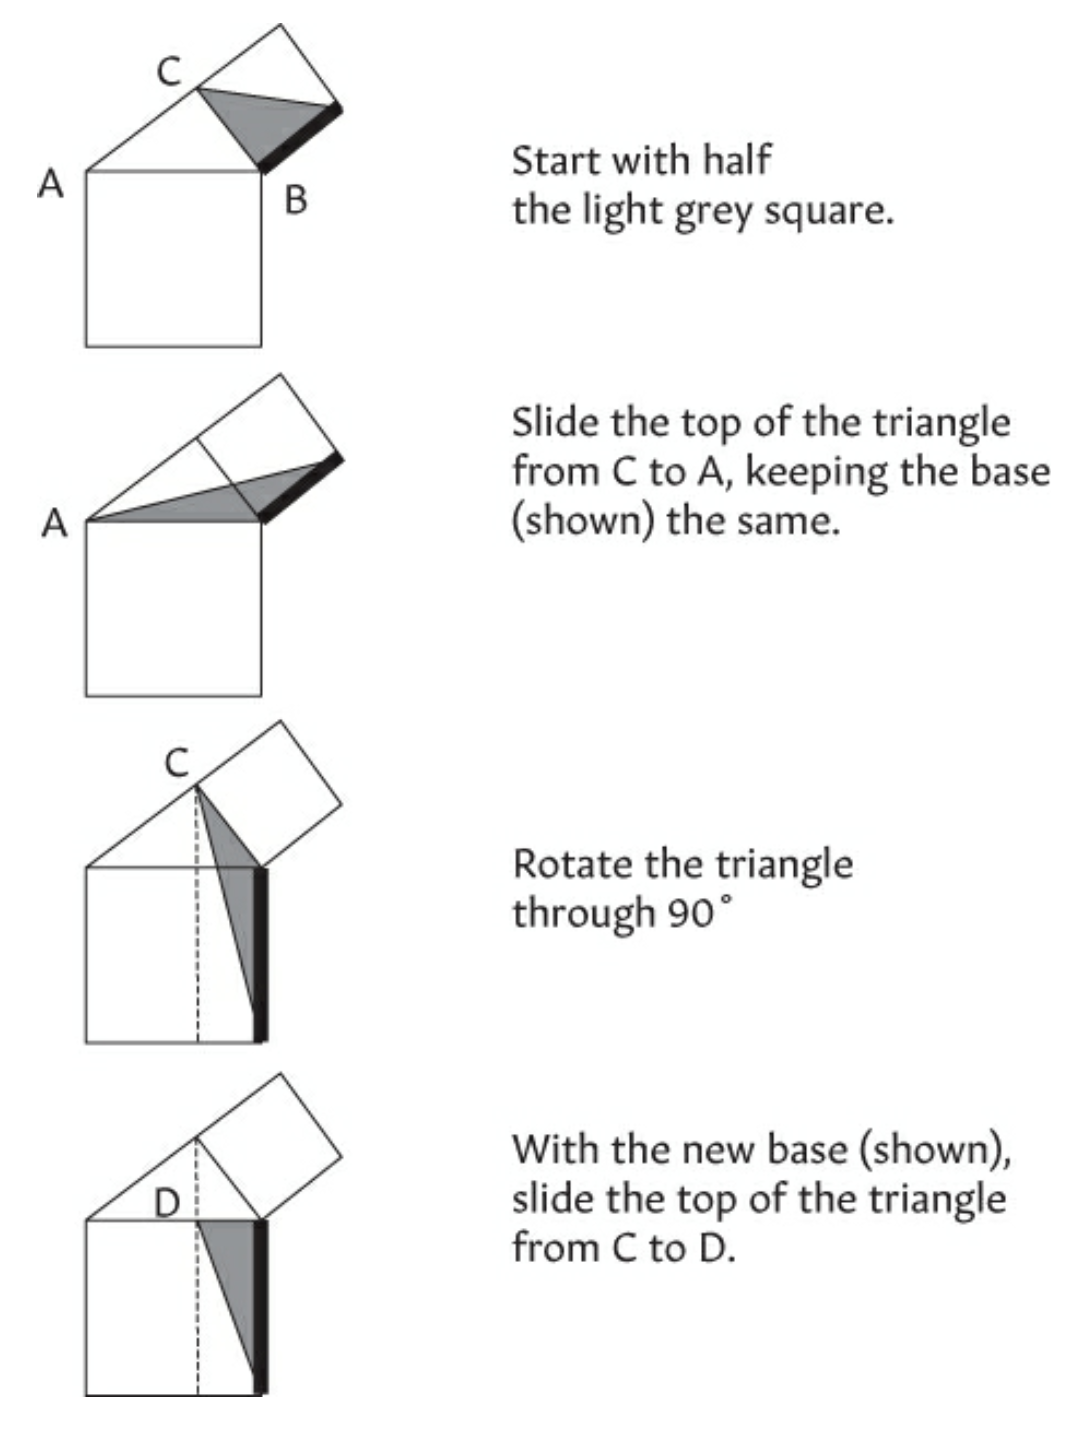 C
A
B
Start with half
the light grey square.
A
Slide the top of the triangle
from C to A, keeping the base
(shown) the same.
C
Rotate the triangle
through 90°
D
With the new base (shown),
slide the top of the triangle
from C to D.